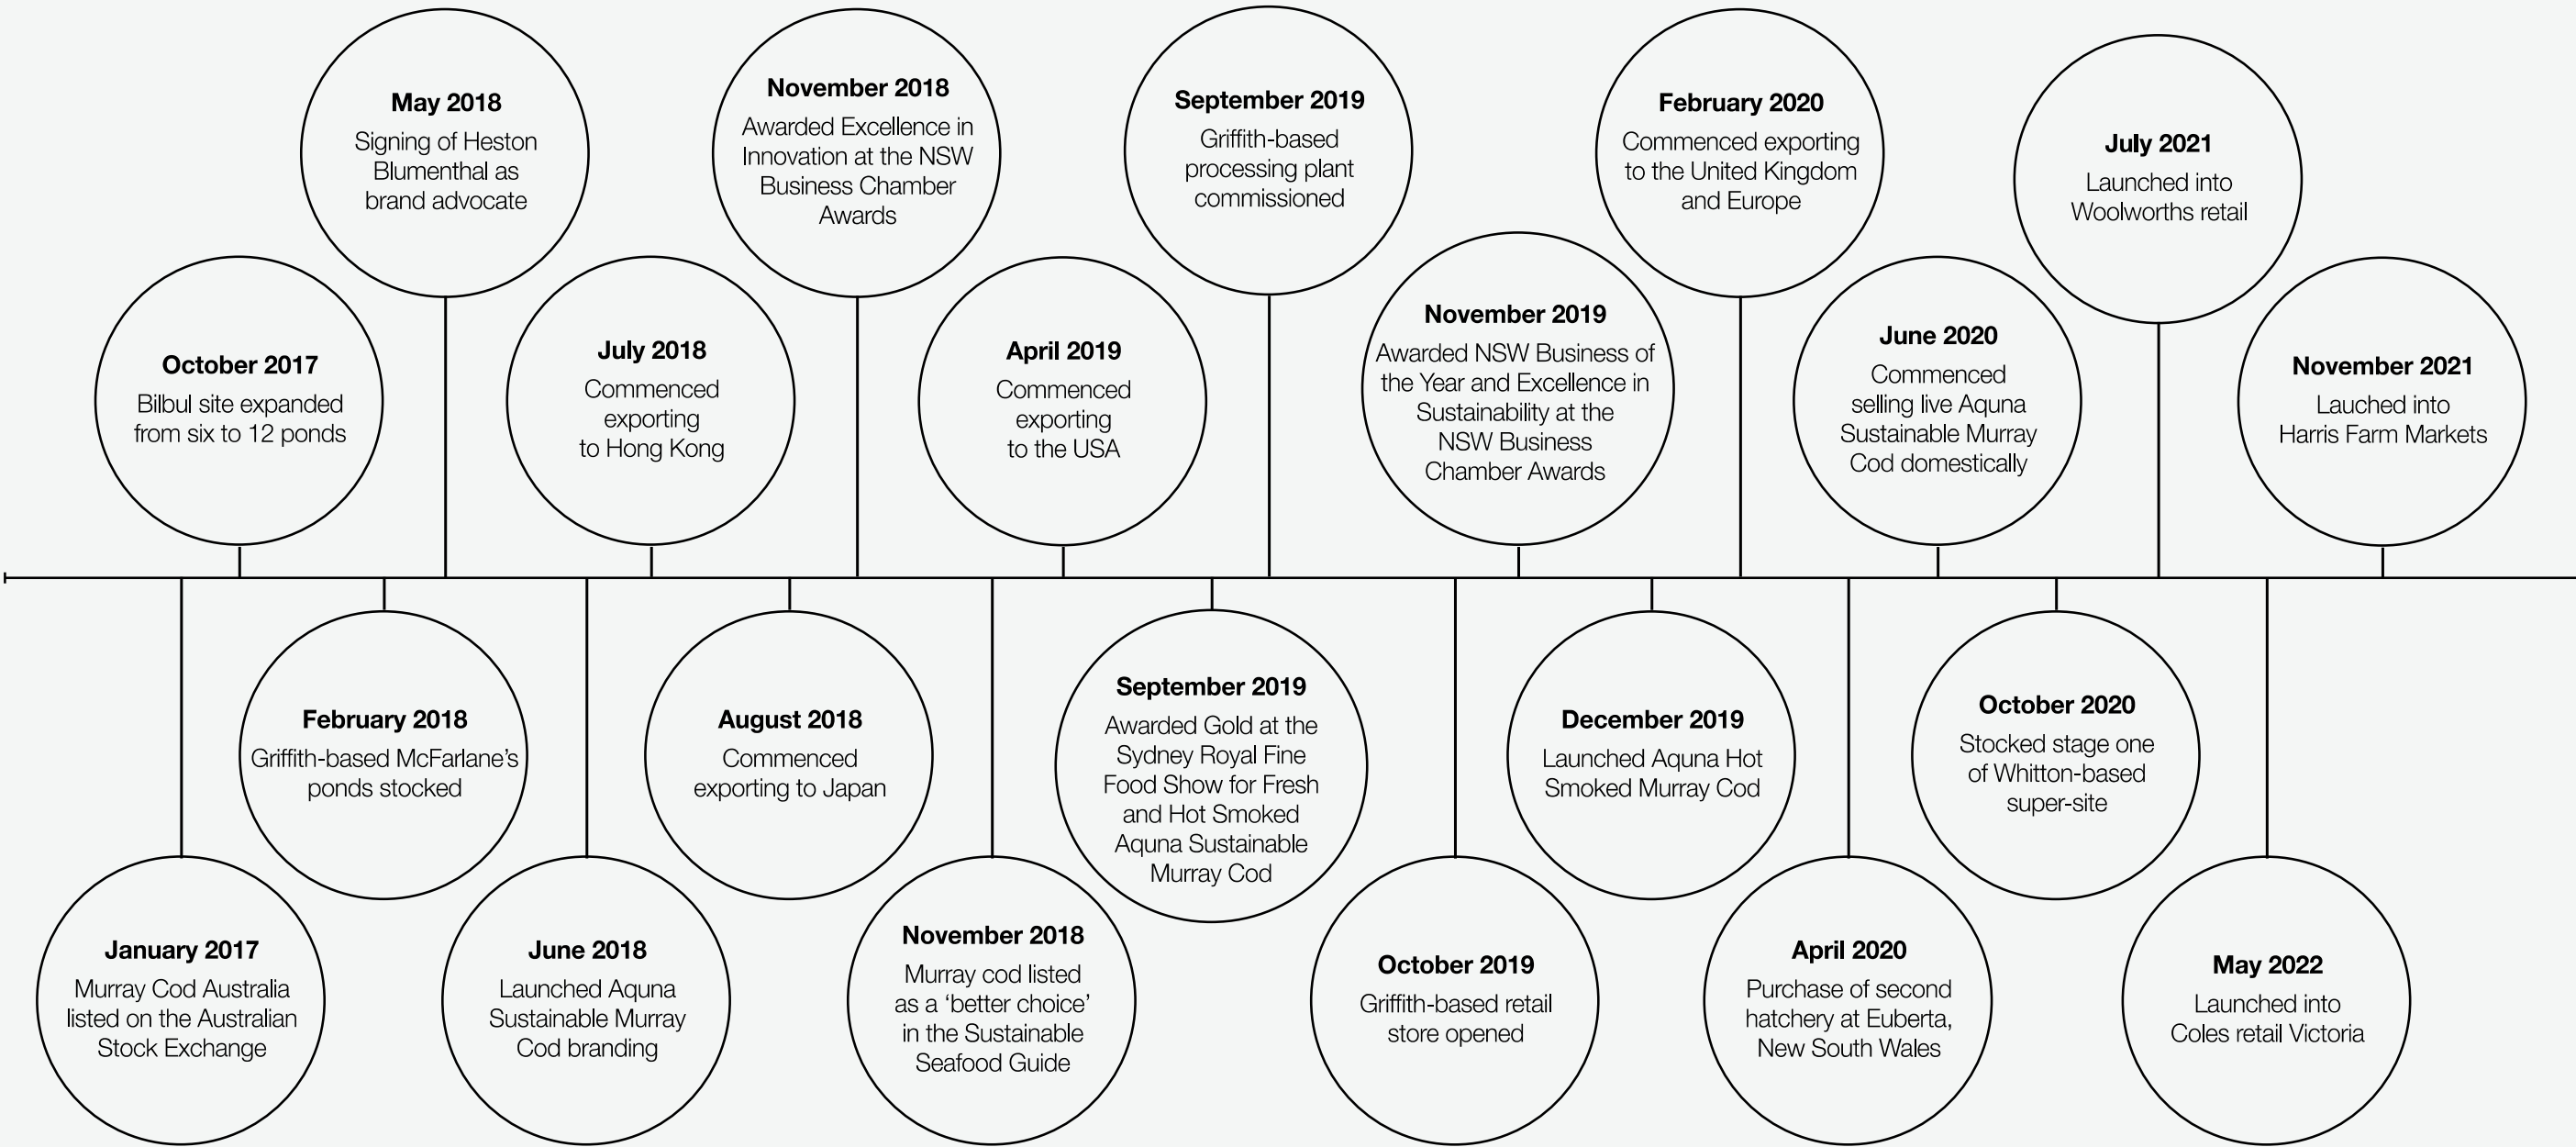 January 2017
Murray Cod Australia
listed on the Australian
Stock Exchange
October 2017
Bilbul site expanded
from six to 12 ponds
February 2018
Griffith-based McFarlane’s
ponds stocked
May 2018
Signing of Heston
Blumenthal as
brand advocate
June 2018
Launched Aquna
Sustainable Murray
Cod branding
July 2018
Commenced
exporting
to Hong Kong
August 2018
Commenced
exporting to Japan
November 2018
Awarded Excellence in
Innovation at the NSW
Business Chamber
Awards
November 2018
Murray cod listed
as a ‘better choice’
in the Sustainable
Seafood Guide
April 2019
Commenced
exporting
to the USA
September 2019
Awarded Gold at the
Sydney Royal Fine
Food Show for Fresh
and Hot Smoked
Aquna Sustainable
Murray Cod
September 2019
Griffith-based
processing plant
commissioned
October 2019
Griffith-based retail
store opened
November 2019
Awarded NSW Business of
the Year and Excellence in
Sustainability at the
NSW Business
Chamber Awards
December 2019
Launched Aquna Hot
Smoked Murray Cod
February 2020
Commenced exporting
to the United Kingdom
and Europe
April 2020
Purchase of second
hatchery at Euberta,
New South Wales
June 2020
Commenced
selling live Aquna
Sustainable Murray
Cod domestically
October 2020
Stocked stage one
of Whitton-based
super-site
July 2021
Launched into
Woolworths retail
November 2021
Lauched into
Harris Farm Markets
May 2022
Launched into
Coles retail Victoria